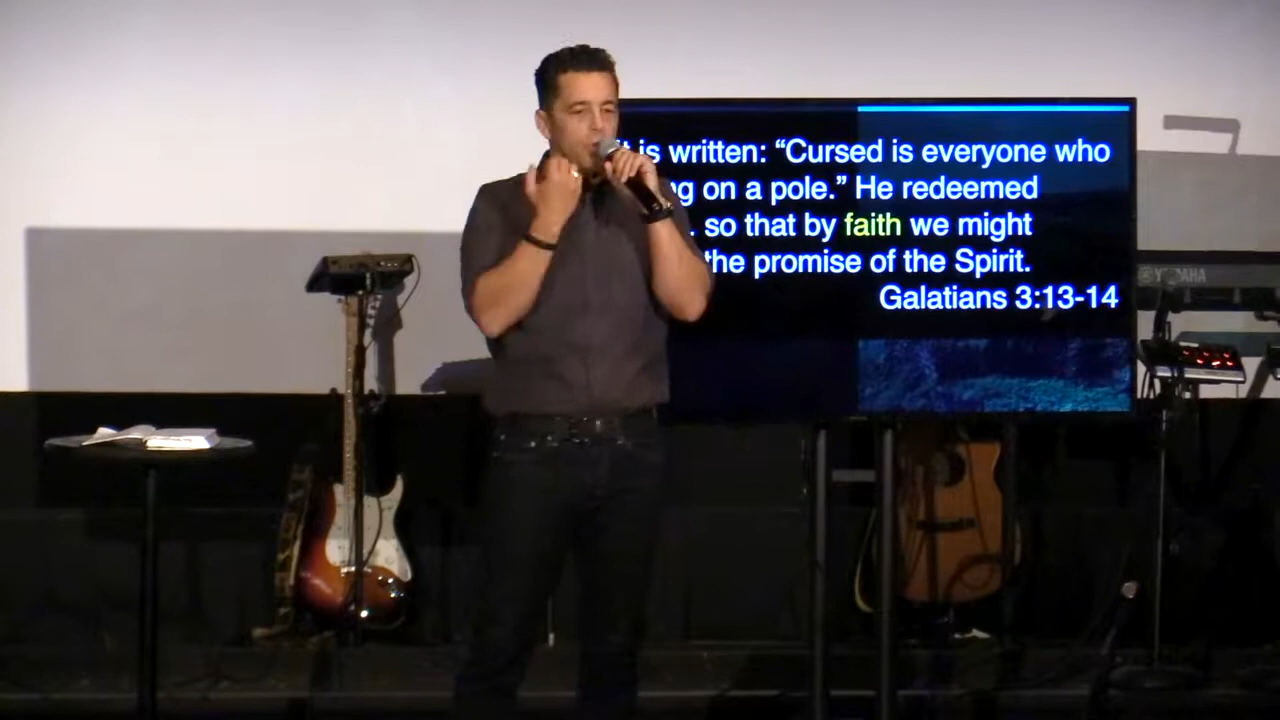 is written: “Cursed is everyone who
on a pole.” He redeemed
. so that by faith we might
the promise of the Spirit.
Galatians 3:13-14
YAMAHA